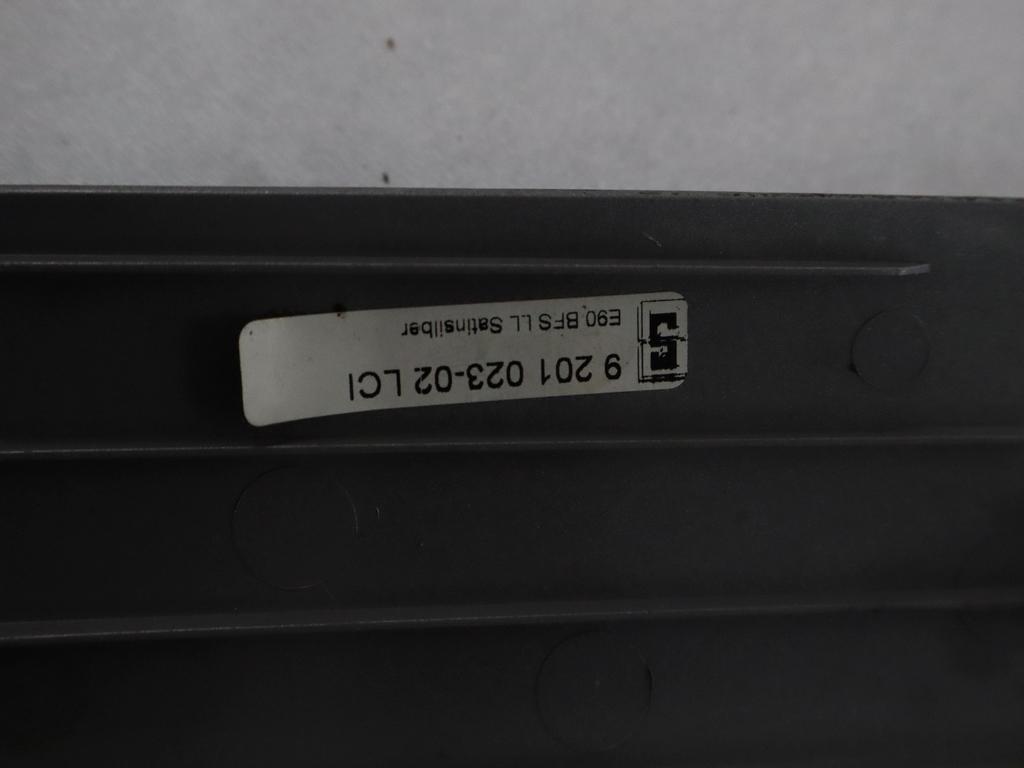 9 201 023-02 LCI
E90 BFS LL Satinsilber